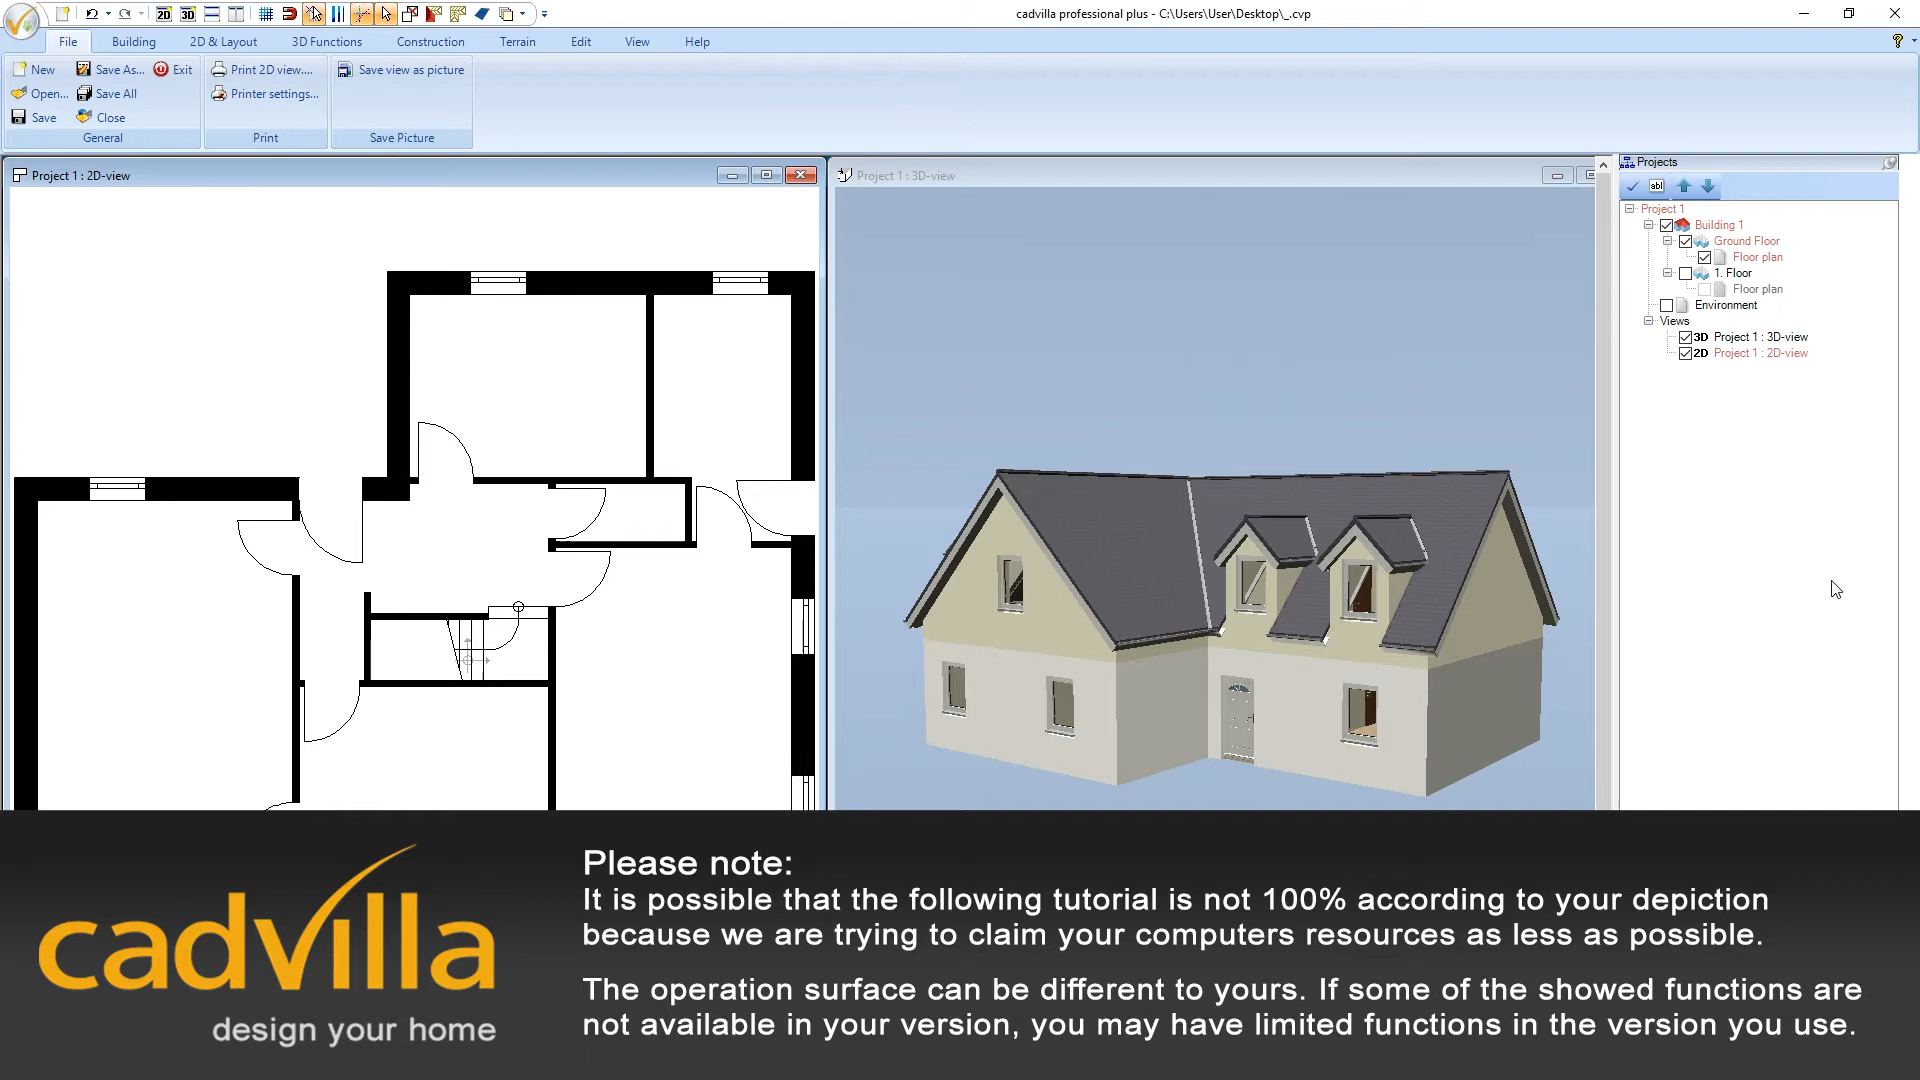 2D 3D
cadvilla professional plus - C:\Users\User\Desktop\_.cvp
File Building 2D & Layout 3D Functions Construction Terrain Edit View Help
New Save As... Exit Print 2D view.... Save view as picture
Open... Save All Printer settings...
Save Close
General Print Save Picture
Project 1 : 2D-view
Project 1 : 3D-view
Projects
abl
Project 1
Building 1
Ground Floor
Floor plan
1. Floor
Floor plan
Environment
Views
3D Project 1 : 3D-view
2D Project 1 : 2D-view
cadvilla
design your home
Please note:
It is possible that the following tutorial is not 100% according to your depiction
because we are trying to claim your computers resources as less as possible.
The operation surface can be different to yours. If some of the showed functions are
not available in your version, you may have limited functions in the version you use.